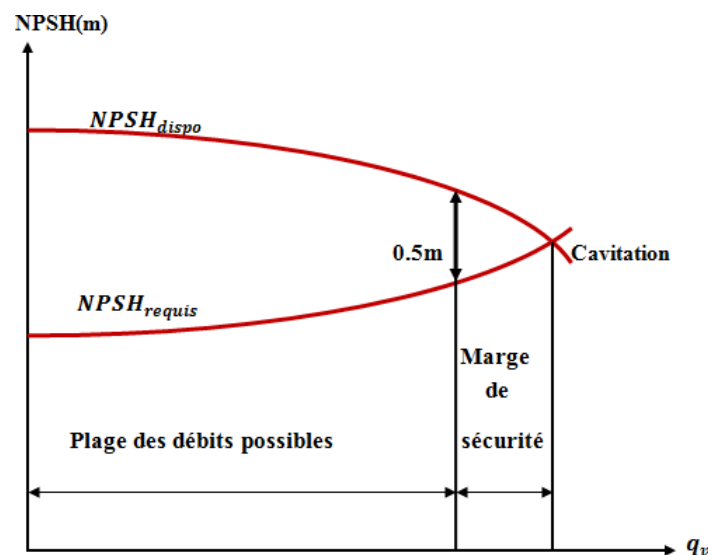 NPSH(m)
NPSH_dispo
0.5m
Cavitation
NPSH_requis
Marge
de
Plage des débits possibles
sécurité
q_v